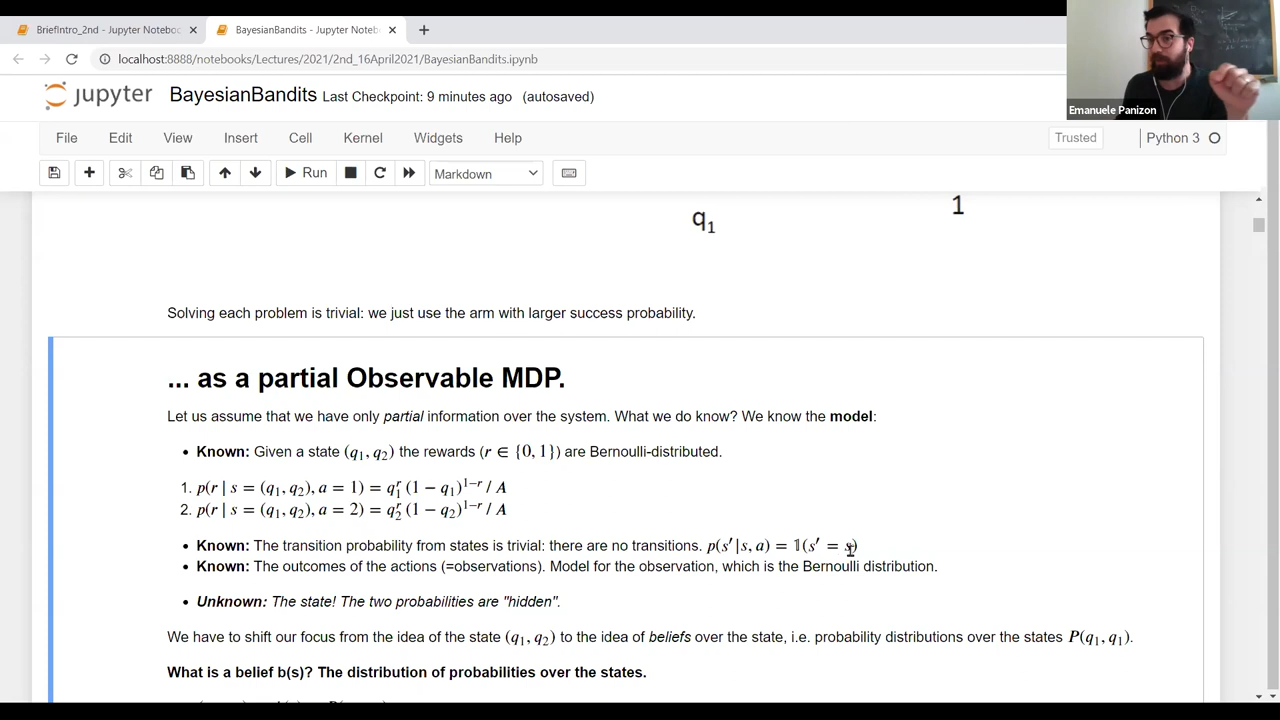 BriefIntro_2nd - Jupyter Notebo
BayesianBandits - Jupyter Noteb
localhost:8888/notebooks/Lectures/2021/2nd_16April2021/BayesianBandits.ipynb
Emanuele Panizon
jupyter BayesianBandits Last Checkpoint: 9 minutes ago (autosaved)
File Edit View Insert Cell Kernel Widgets Help Trusted Python 3
Run Markdown
q₁ 1
Solving each problem is trivial: we just use the arm with larger success probability.
... as a partial Observable MDP.
Let us assume that we have only partial information over the system. What we do know? We know the model:
• Known: Given a state (q₁, q₂) the rewards (r ∈ {0, 1}) are Bernoulli-distributed.
1. p(r | s = (q₁, q₂), a = 1) = q₁^r (1 − q₁)^{1−r} / A
2. p(r | s = (q₁, q₂), a = 2) = q₂^r (1 − q₂)^{1−r} / A
• Known: The transition probability from states is trivial: there are no transitions. p(s′|s, a) = 𝟙(s′ = s)
• Known: The outcomes of the actions (=observations). Model for the observation, which is the Bernoulli distribution.
• Unknown: The state! The two probabilities are "hidden".
We have to shift our focus from the idea of the state (q₁, q₂) to the idea of beliefs over the state, i.e. probability distributions over the states P(q₁, q₁).
What is a belief b(s)? The distribution of probabilities over the states.